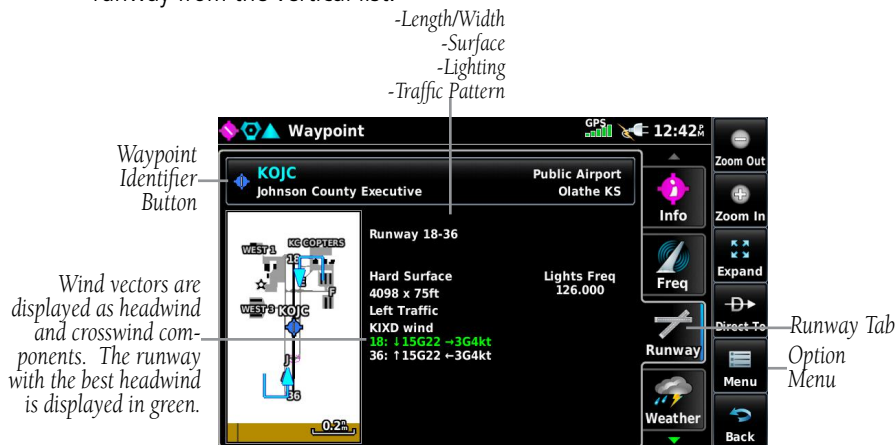 runway from the vertical list.
-Length/Width
-Surface
-Lighting
-Traffic Pattern
Waypoint
GPS
12:42 P M
Zoom Out
Waypoint
Identifier
Button
KOJC
Johnson County Executive
Public Airport
Olathe KS
Info
Zoom In
WEST 1
KC COPTERS
18
F
WEST 3
KOJC
J
36
0.2 n m
Runway 18-36
Hard Surface
4098 x 75ft
Left Traffic
KIXD wind
18: ↓15G22 →3G4kt
36: ↑15G22 ←3G4kt
Lights Freq
126.000
Freq
Expand
Wind vectors are
displayed as headwind
and crosswind com-
ponents. The runway
with the best headwind
is displayed in green.
Direct To
Runway
Runway Tab
Option
Menu
Menu
Weather
Back